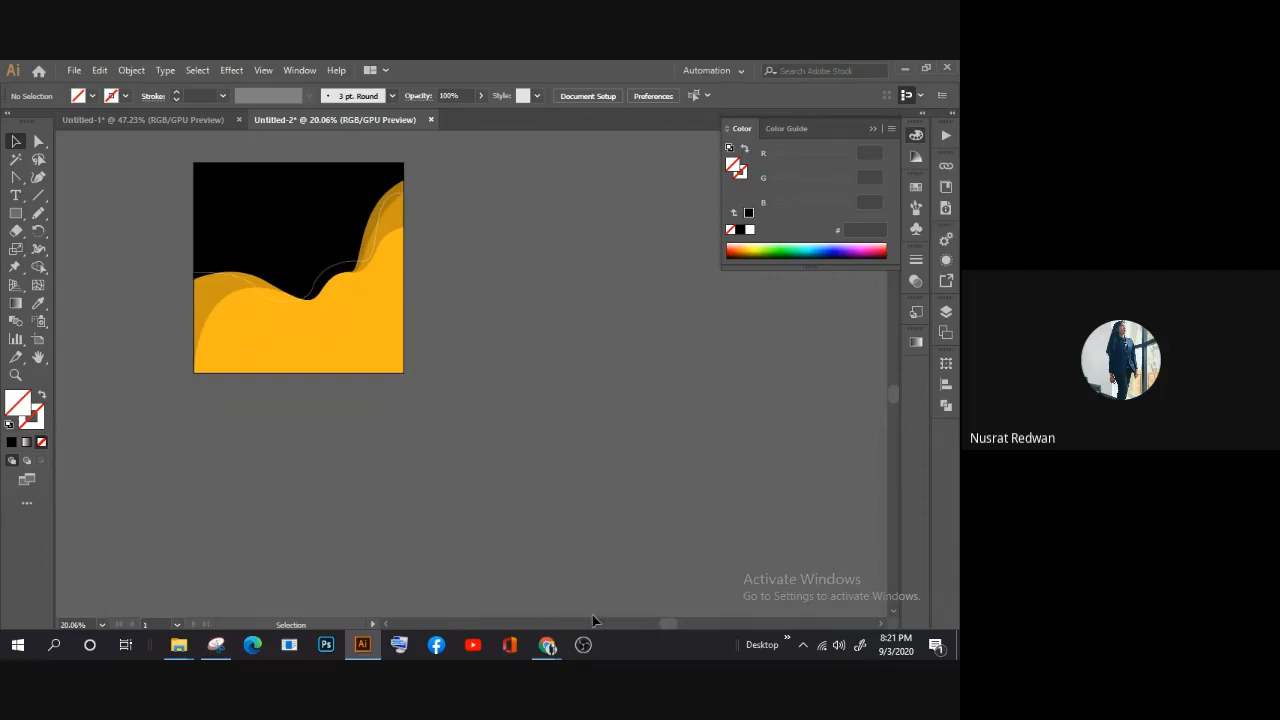 Ai File Edit Object Type Select Effect View Window Help Automation Search Adobe Stock
No Selection Stroke: 3 pt. Round Opacity: 100% Style: Document Setup Preferences
Untitled-1* @ 47.23% (RGB/GPU Preview) × Untitled-2* @ 20.06% (RGB/GPU Preview) ×
Color Color Guide
R
G
B
#
Nusrat Redwan
Activate Windows
Go to Settings to activate Windows.
20.06% 1 Selection
Ps Ai Desktop 8:21 PM
9/3/2020
1